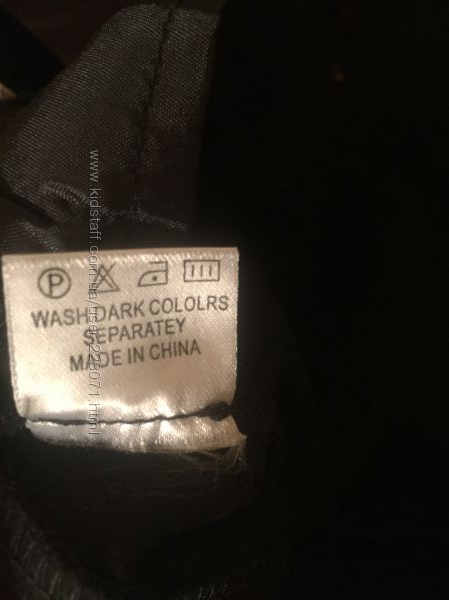 P
WASH DARK COLOLRS
SEPARATEY
MADE IN CHINA